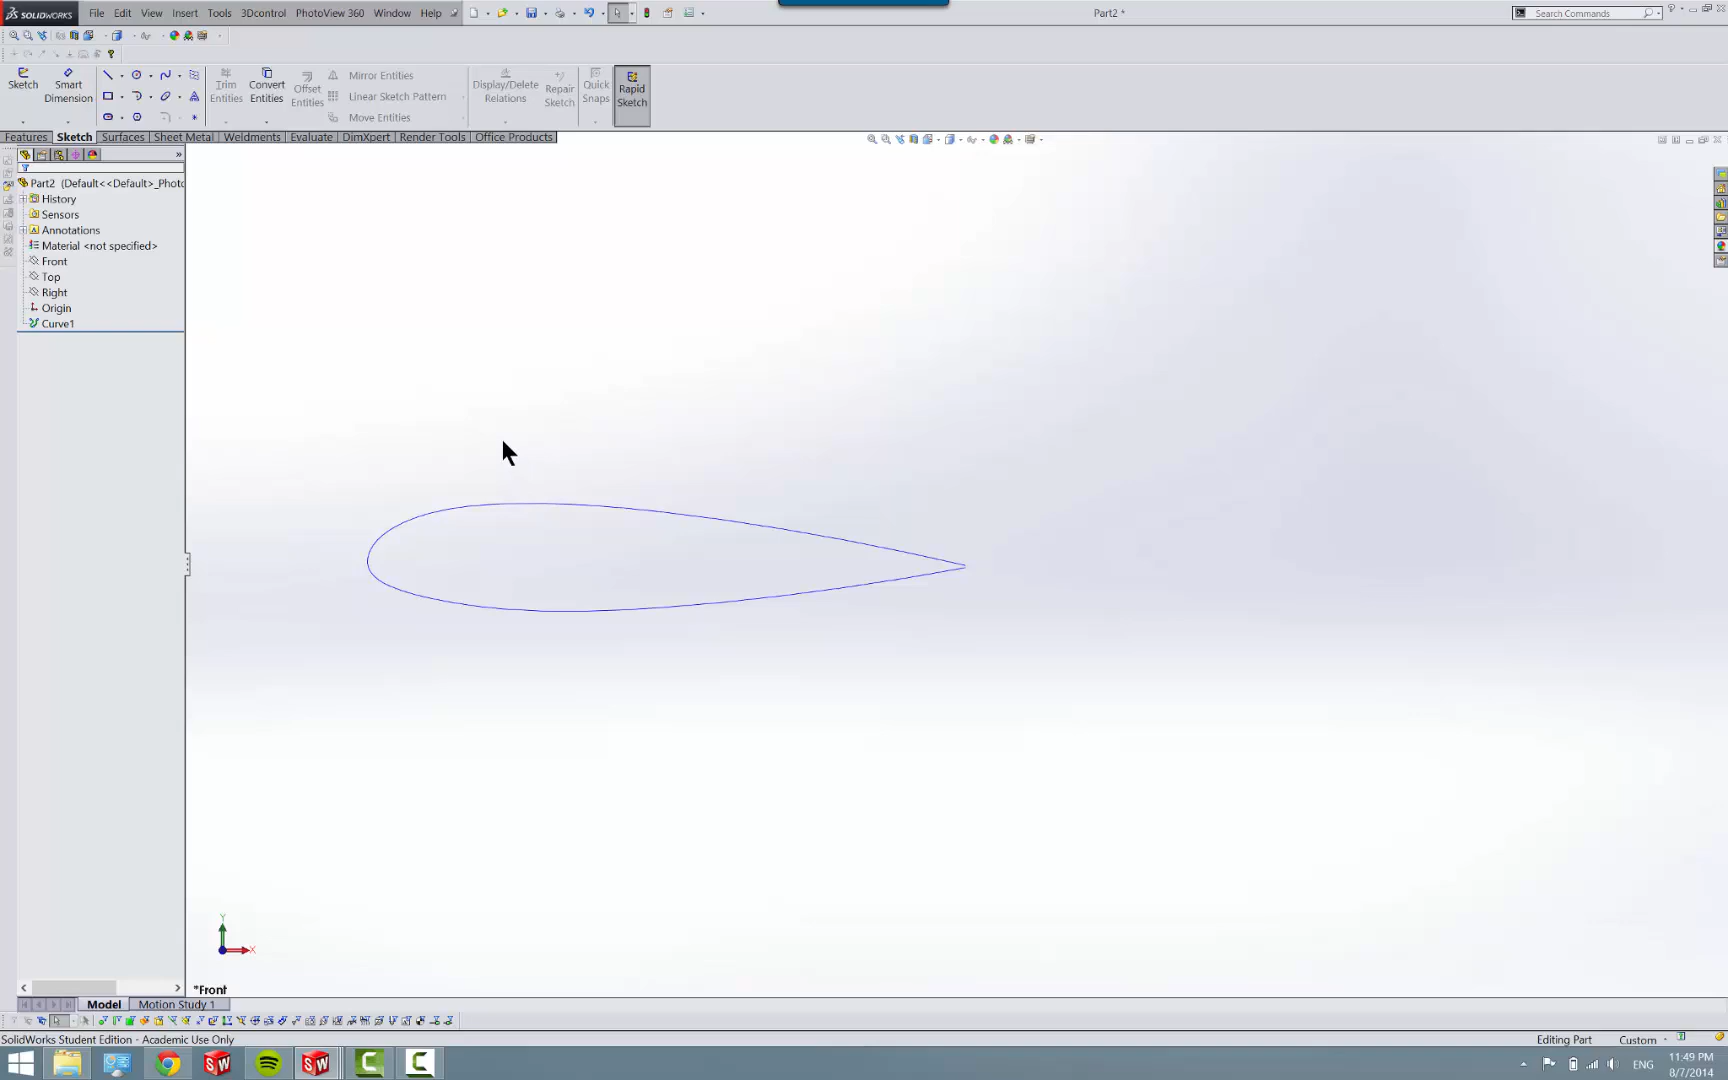 SOLIDWORKS File Edit View Insert Tools 3Dcontrol PhotoView 360 Window Help Part2 * Search Commands
Sketch Smart Dimension Trim Entities Convert Entities Offset Entities Mirror Entities Display/Delete Relations Repair Sketch Quick Snaps Rapid Sketch
Linear Sketch Pattern
Move Entities
Features Sketch Surfaces Sheet Metal Weldments Evaluate DimXpert Render Tools Office Products
Part2 (Default<<Default>_Photo
History
Sensors
Annotations
Material <not specified>
Front
Top
Right
Origin
Curve1
Y
X
*Front
Model Motion Study 1
SolidWorks Student Edition - Academic Use Only Editing Part Custom
ENG 11:49 PM
8/7/2014